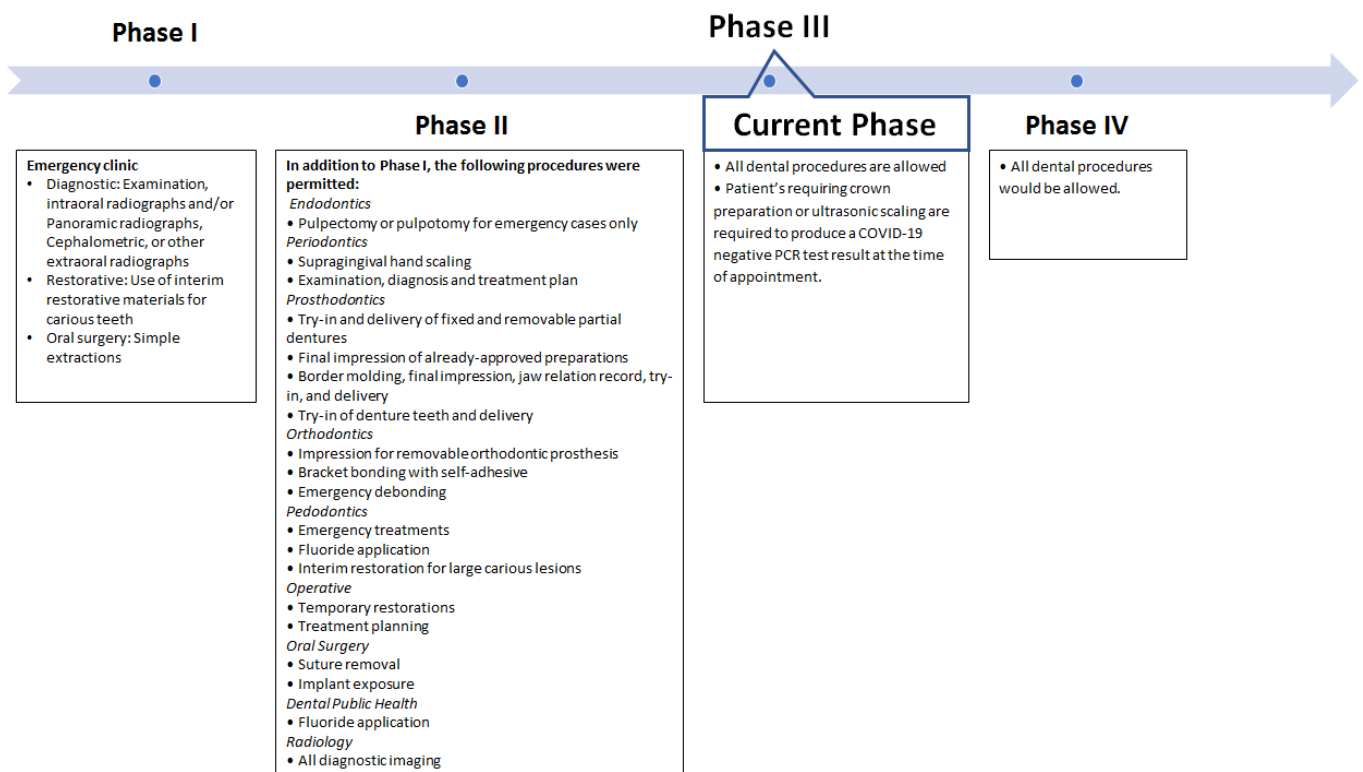 Phase I
Phase III
Phase II
Current Phase
Phase IV
Emergency clinic
• Diagnostic: Examination,
intraoral radiographs and/or
Panoramic radiographs,
Cephalometric, or other
extraoral radiographs
• Restorative: Use of interim
restorative materials for
carious teeth
• Oral surgery: Simple
extractions
In addition to Phase I, the following procedures were
permitted:
Endodontics
• Pulpectomy or pulpotomy for emergency cases only
Periodontics
• Supragingival hand scaling
• Examination, diagnosis and treatment plan
Prosthodontics
• Try-in and delivery of fixed and removable partial
dentures
• Final impression of already-approved preparations
• Border molding, final impression, jaw relation record, try-
in, and delivery
• Try-in of denture teeth and delivery
Orthodontics
• Impression for removable orthodontic prosthesis
• Bracket bonding with self-adhesive
• Emergency debonding
Pedodontics
• Emergency treatments
• Fluoride application
• Interim restoration for large carious lesions
Operative
• Temporary restorations
• Treatment planning
Oral Surgery
• Suture removal
• Implant exposure
Dental Public Health
• Fluoride application
Radiology
• All diagnostic imaging
• All dental procedures are allowed
• Patient's requiring crown
preparation or ultrasonic scaling are
required to produce a COVID-19
negative PCR test result at the time
of appointment.
• All dental procedures
would be allowed.